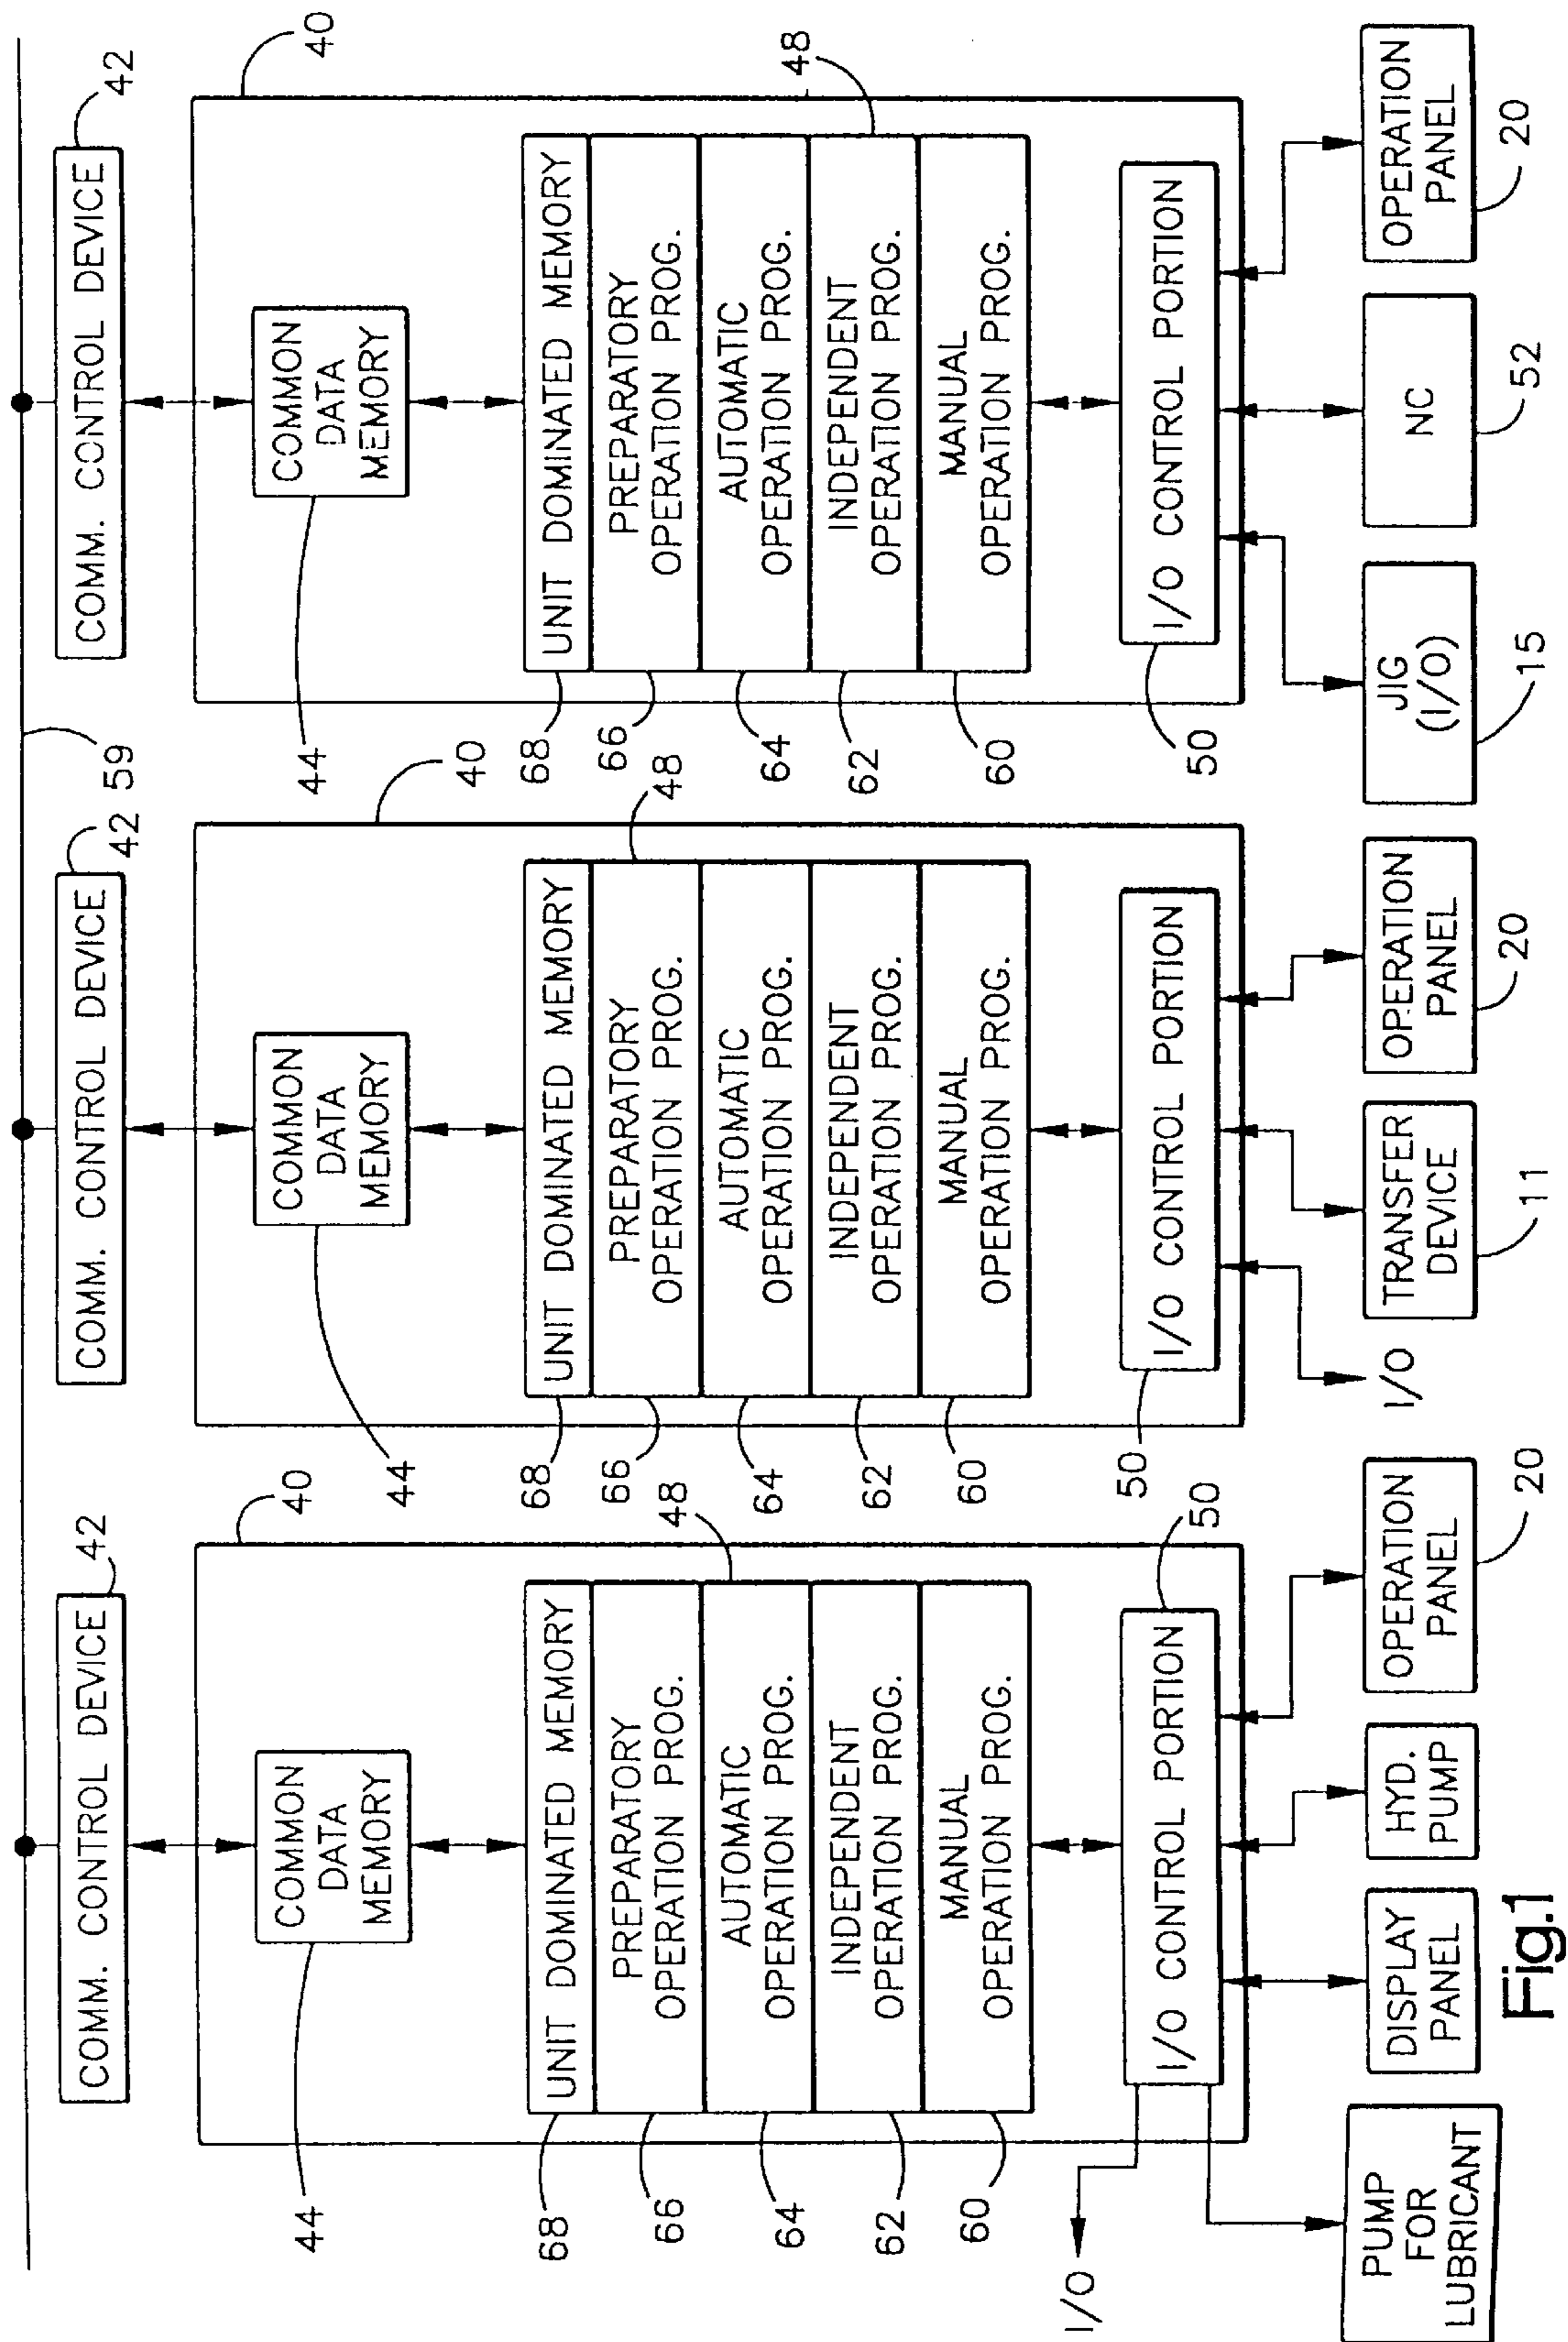 59
COMM. CONTROL DEVICE
42
40
COMMON
DATA
MEMORY
44
UNIT DOMINATED MEMORY
68
PREPARATORY
OPERATION PROG.
66
48
AUTOMATIC
OPERATION PROG.
64
INDEPENDENT
OPERATION PROG.
62
MANUAL
OPERATION PROG.
60
I/O CONTROL PORTION
50
I/O
PUMP
FOR
LUBRICANT
DISPLAY
PANEL
HYD.
PUMP
OPERATION
PANEL
20
COMM. CONTROL DEVICE
42
40
COMMON
DATA
MEMORY
44
UNIT DOMINATED MEMORY
68
PREPARATORY
OPERATION PROG.
66
48
AUTOMATIC
OPERATION PROG.
64
INDEPENDENT
OPERATION PROG.
62
MANUAL
OPERATION PROG.
60
I/O CONTROL PORTION
50
I/O
TRANSFER
DEVICE
11
OPERATION
PANEL
20
COMM. CONTROL DEVICE
42
40
COMMON
DATA
MEMORY
44
UNIT DOMINATED MEMORY
68
PREPARATORY
OPERATION PROG.
66
AUTOMATIC
OPERATION PROG.
64
INDEPENDENT
OPERATION PROG.
62
48
MANUAL
OPERATION PROG.
60
I/O CONTROL PORTION
50
JIG
(I/O)
15
NC
52
OPERATION
PANEL
20
Fig.1